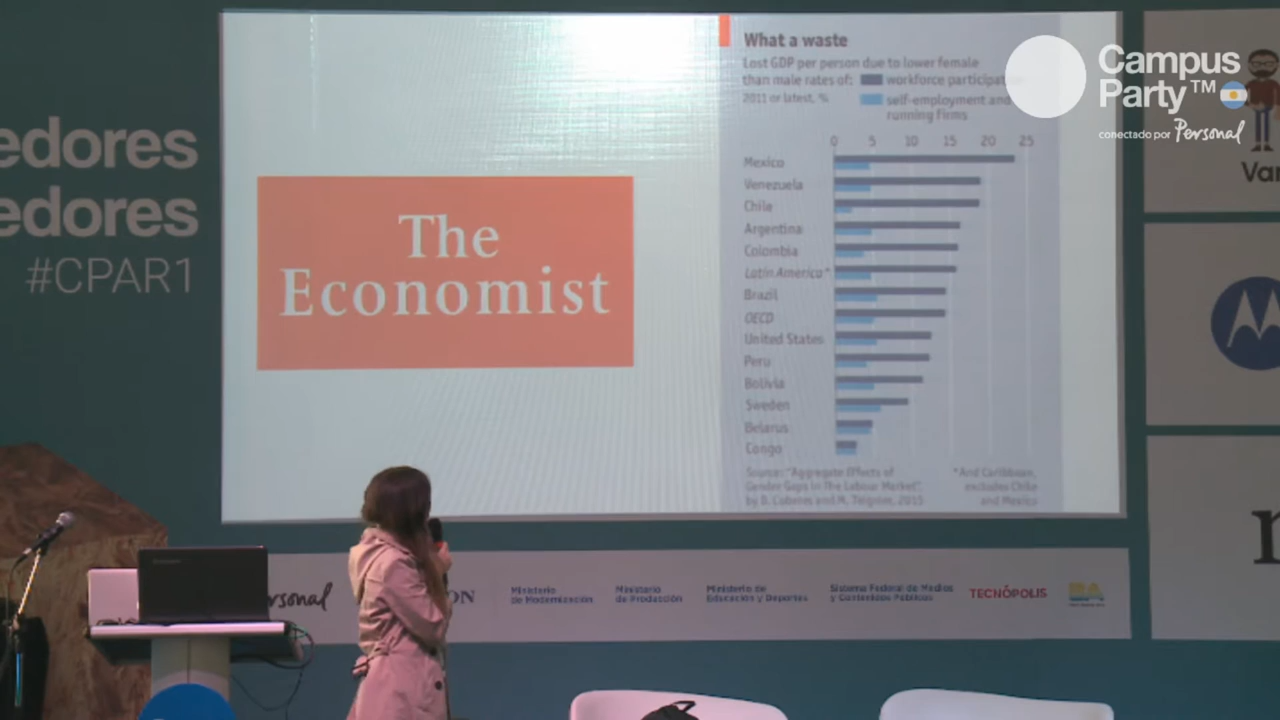 edores
edores
#CPAR1
The
Economist
What a waste
Lost GDP per person due to lower female
than male rates of: workforce participat
2011 or latest, % self-employment and
running firms
0 5 10 15 20 25
Mexico
Venezuela
Chile
Argentina
Colombia
Latin America*
Brazil
OECD
United States
Peru
Bolivia
Sweden
Belarus
Congo
Source: "Aggregate Effects of
Gender Gaps in The Labour Market",
by D. Cuberes and M. Teignier, 2015
*And Caribbean,
excludes Chile
and Mexico
Campus
Party™
conectado por Personal
Var
rsonal
ON
Ministerio
de Modernización
Ministerio
de Producción
Ministerio de
Educación y Deportes
Sistema Federal de Medios
y Contenidos Públicos
TECNÓPOLIS
BA